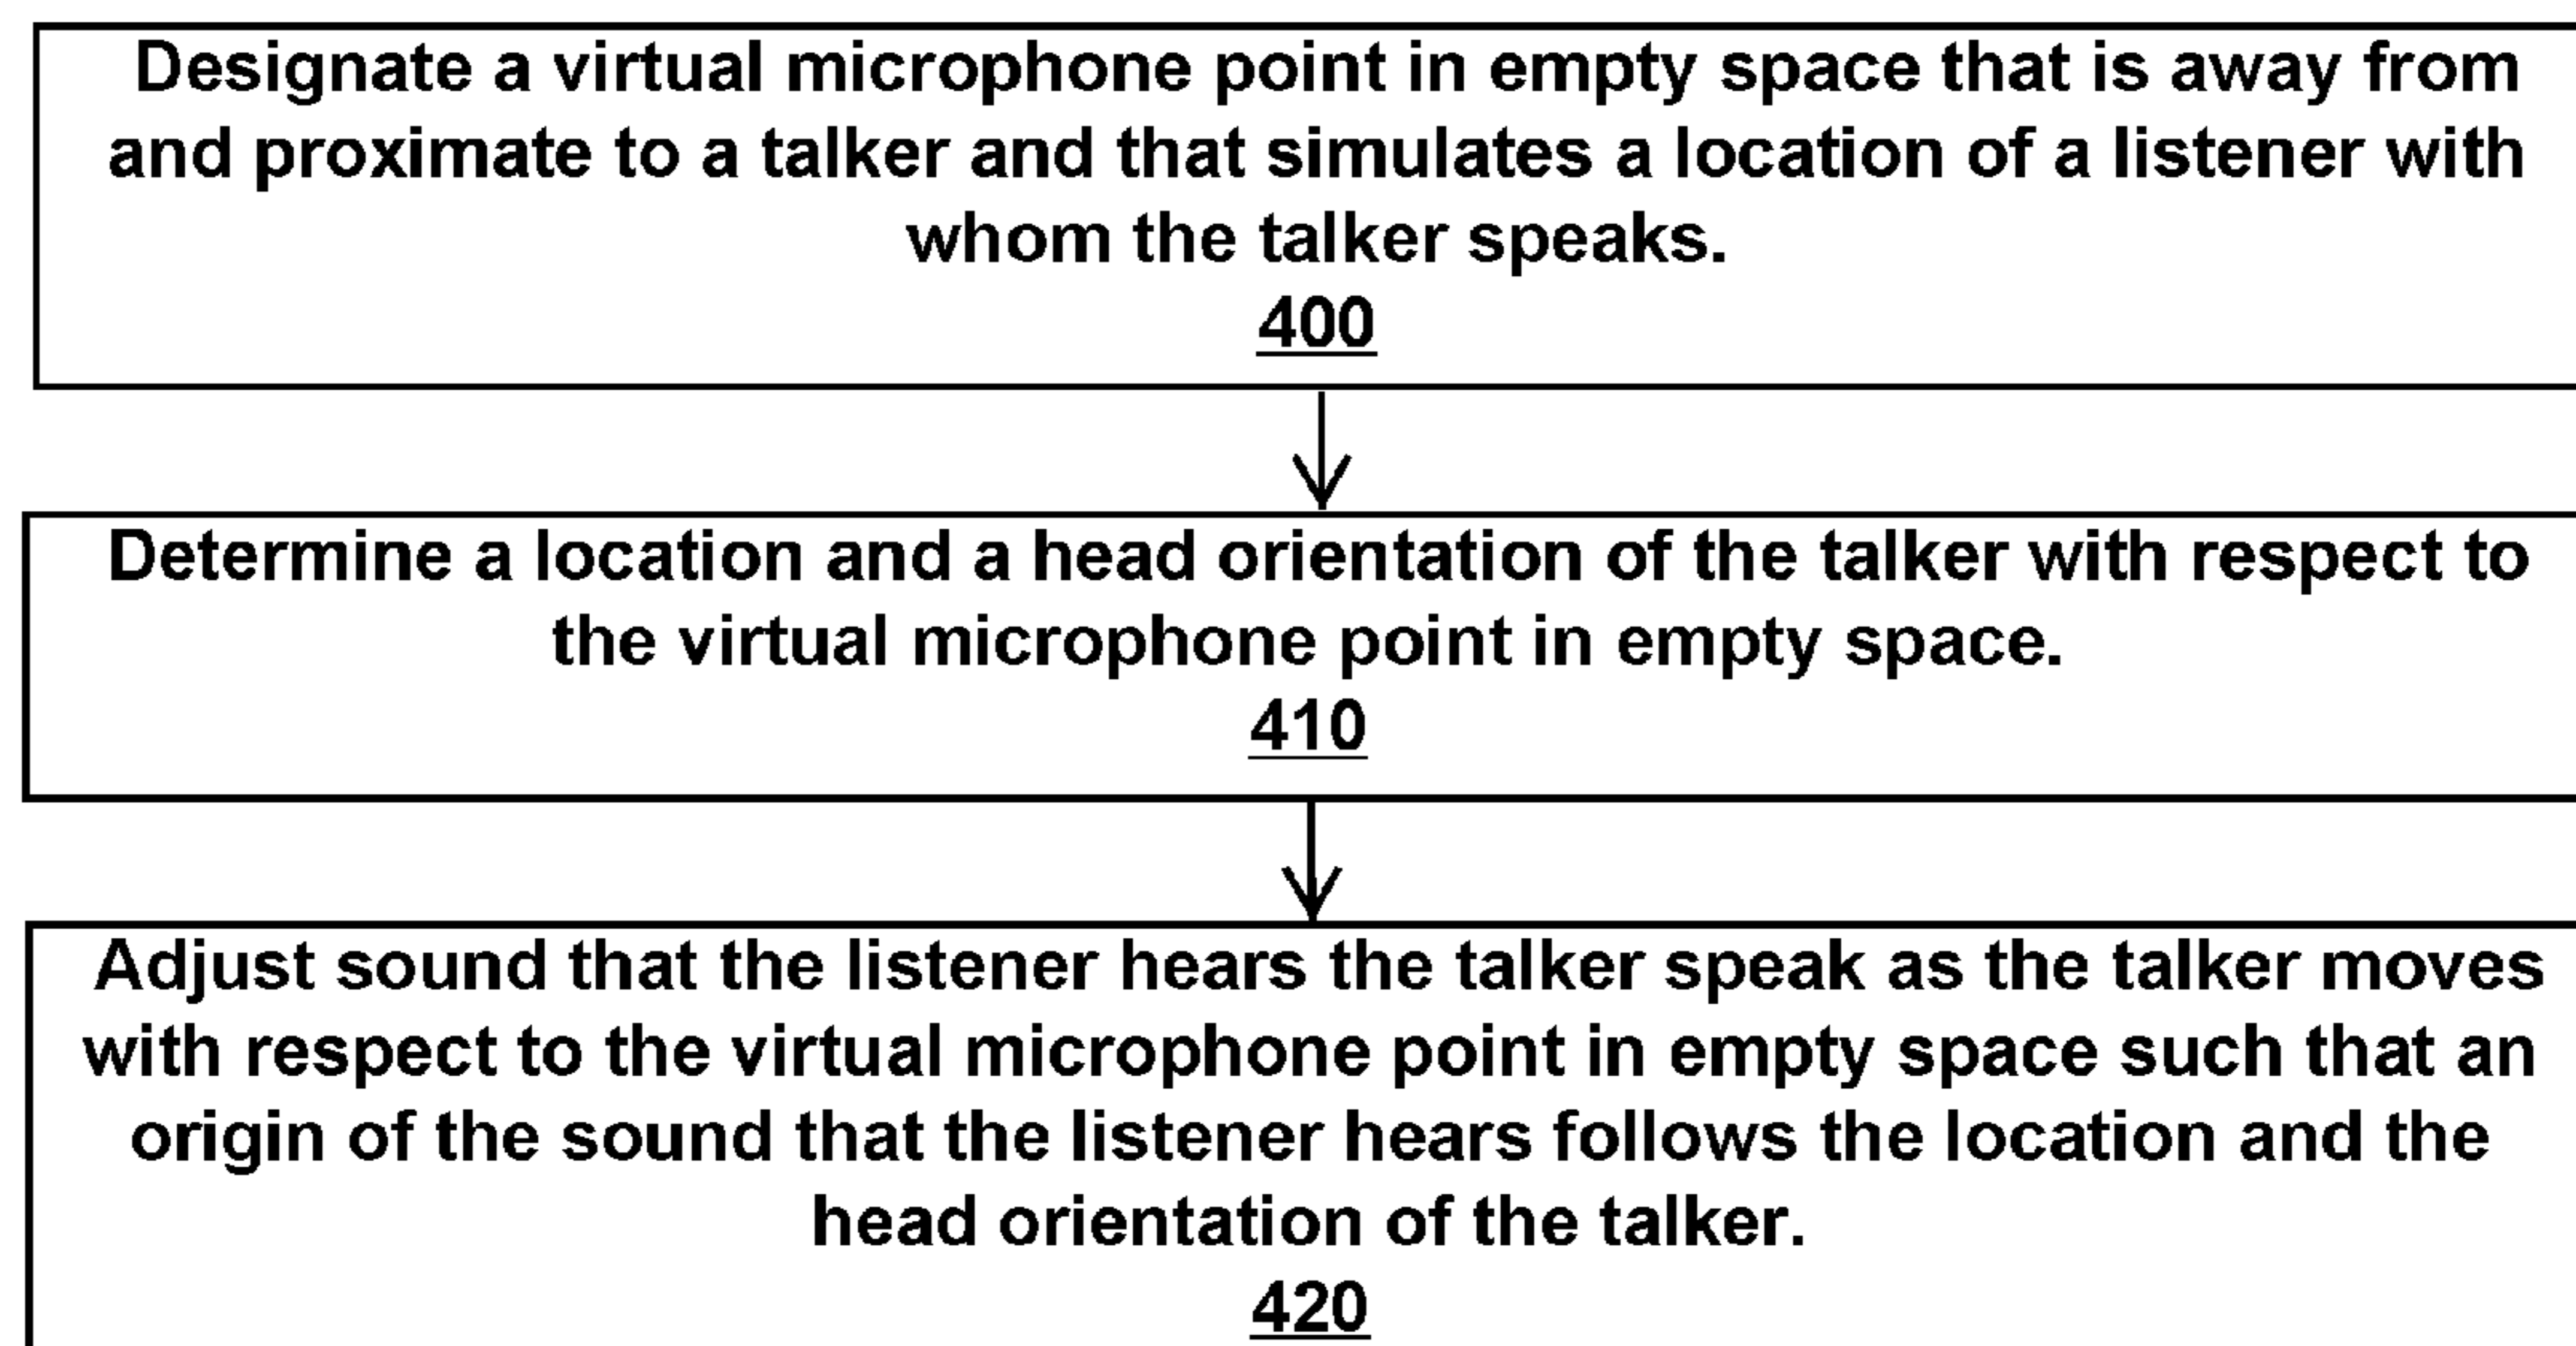 Designate a virtual microphone point in empty space that is away from
and proximate to a talker and that simulates a location of a listener with
whom the talker speaks.
400
Determine a location and a head orientation of the talker with respect to
the virtual microphone point in empty space.
410
Adjust sound that the listener hears the talker speak as the talker moves
with respect to the virtual microphone point in empty space such that an
origin of the sound that the listener hears follows the location and the
head orientation of the talker.
420